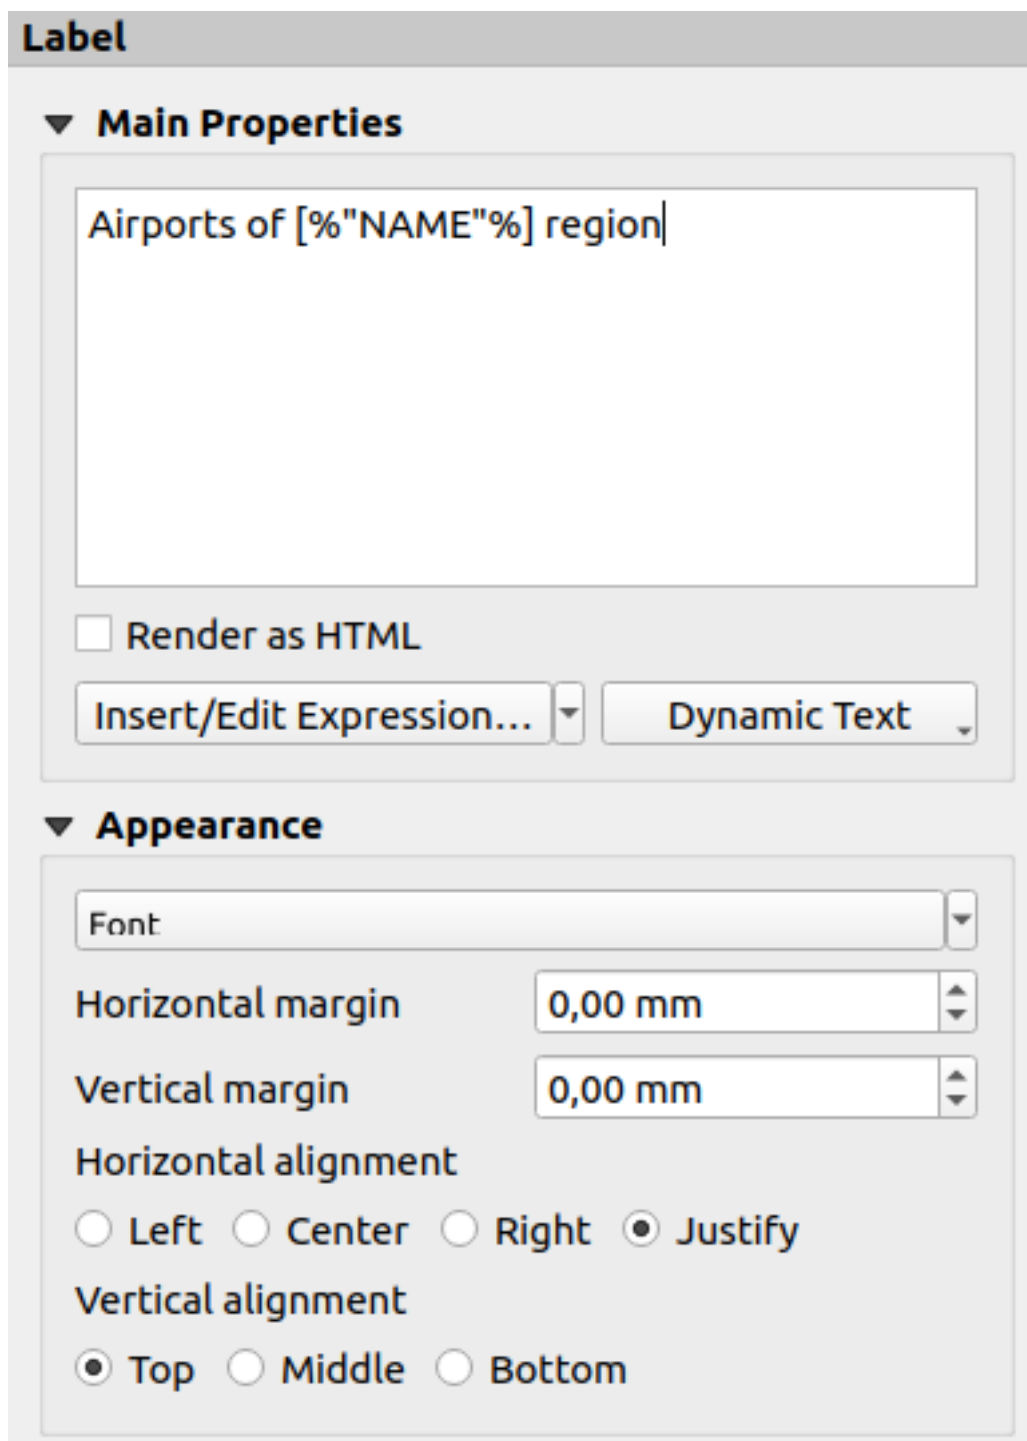 Label
Main Properties
Airports of [%"NAME"%] region
Render as HTML
Insert/Edit Expression... Dynamic Text
Appearance
Font
Horizontal margin 0,00 mm
Vertical margin 0,00 mm
Horizontal alignment
Left Center Right Justify
Vertical alignment
Top Middle Bottom